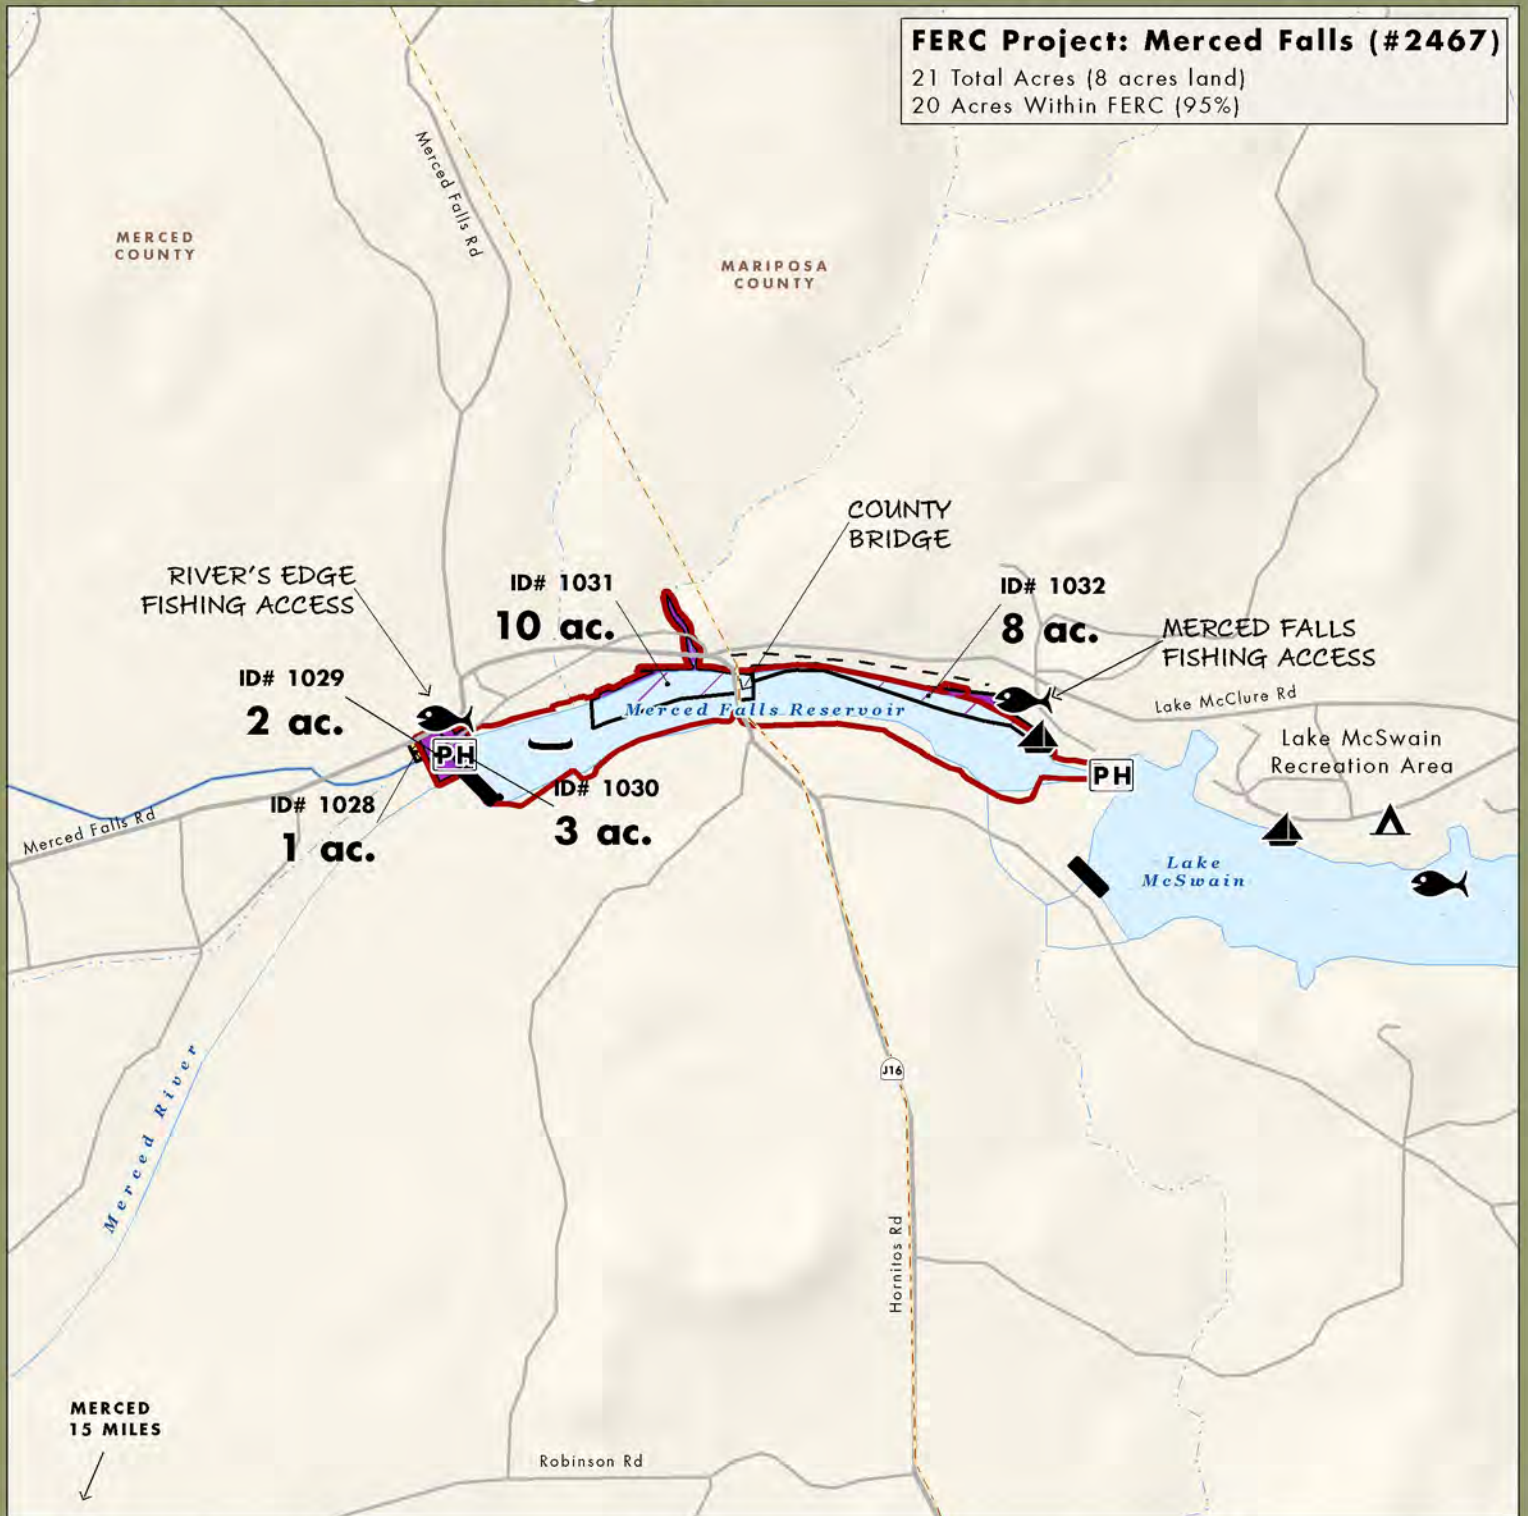 FERC Project: Merced Falls (#2467)
21 Total Acres (8 acres land)
20 Acres Within FERC (95%)
Merced Falls Rd
MERCED
COUNTY
MARIPOSA
COUNTY
COUNTY
BRIDGE
RIVER'S EDGE
FISHING ACCESS
ID# 1031
10 ac.
ID# 1032
8 ac.
MERCED FALLS
FISHING ACCESS
ID# 1029
2 ac.
Lake McClure Rd
Merced Falls Reservoir
Lake McSwain
Recreation Area
PH
PH
ID# 1028
1 ac.
ID# 1030
3 ac.
Merced Falls Rd
Lake
McSwain
J16
Merced River
Hornitos Rd
MERCED
15 MILES
Robinson Rd